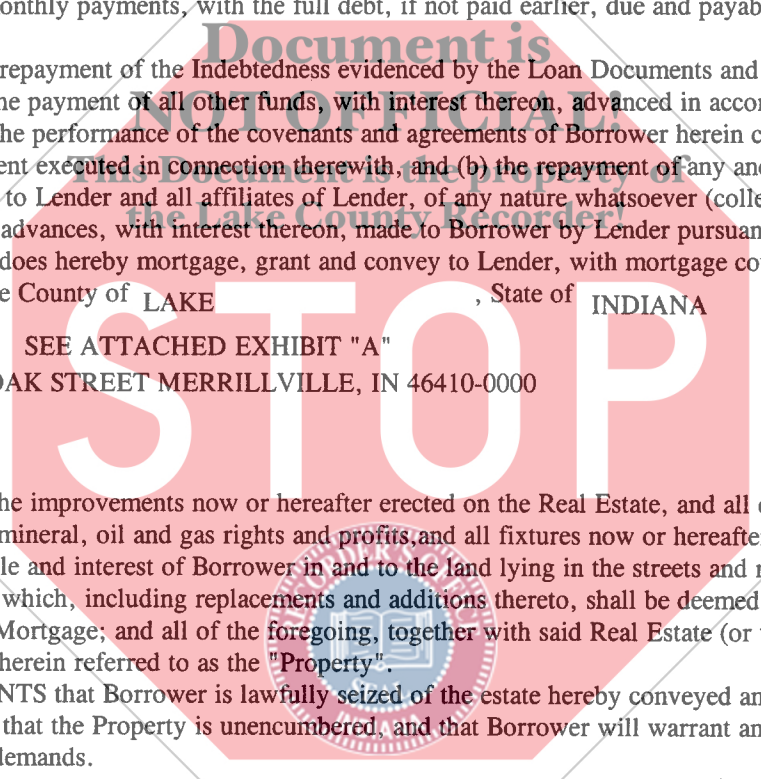 onthly payments, with the full debt, if not paid earlier, due and payab
Document is
repayment of the Indebtedness evidenced by the Loan Documents and
he payment of all other funds, with interest thereon, advanced in accor
NOT OFFICIAL!
he performance of the covenants and agreements of Borrower herein c
ent executed in connection therewith, and (b) the repayment of any and
This Document is the property of
to Lender and all affiliates of Lender, of any nature whatsoever (colle
the Lake County Recorder!
advances, with interest thereon, made to Borrower by Lender pursuan
does hereby mortgage, grant and convey to Lender, with mortgage co
e County of LAKE , State of INDIANA
STOP
SEE ATTACHED EXHIBIT "A"
OAK STREET MERRILLVILLE, IN 46410-0000
he improvements now or hereafter erected on the Real Estate, and all
mineral, oil and gas rights and profits,and all fixtures now or hereafter
le and interest of Borrower in and to the land lying in the streets and
RECORDER'S OFFICE
which, including replacements and additions thereto, shall be deemed
Mortgage; and all of the foregoing, together with said Real Estate (or
herein referred to as the "Property".
SEAL
NTS that Borrower is lawfully seized of the estate hereby conveyed an
that the Property is unencumbered, and that Borrower will warrant an
INDIANA
demands.